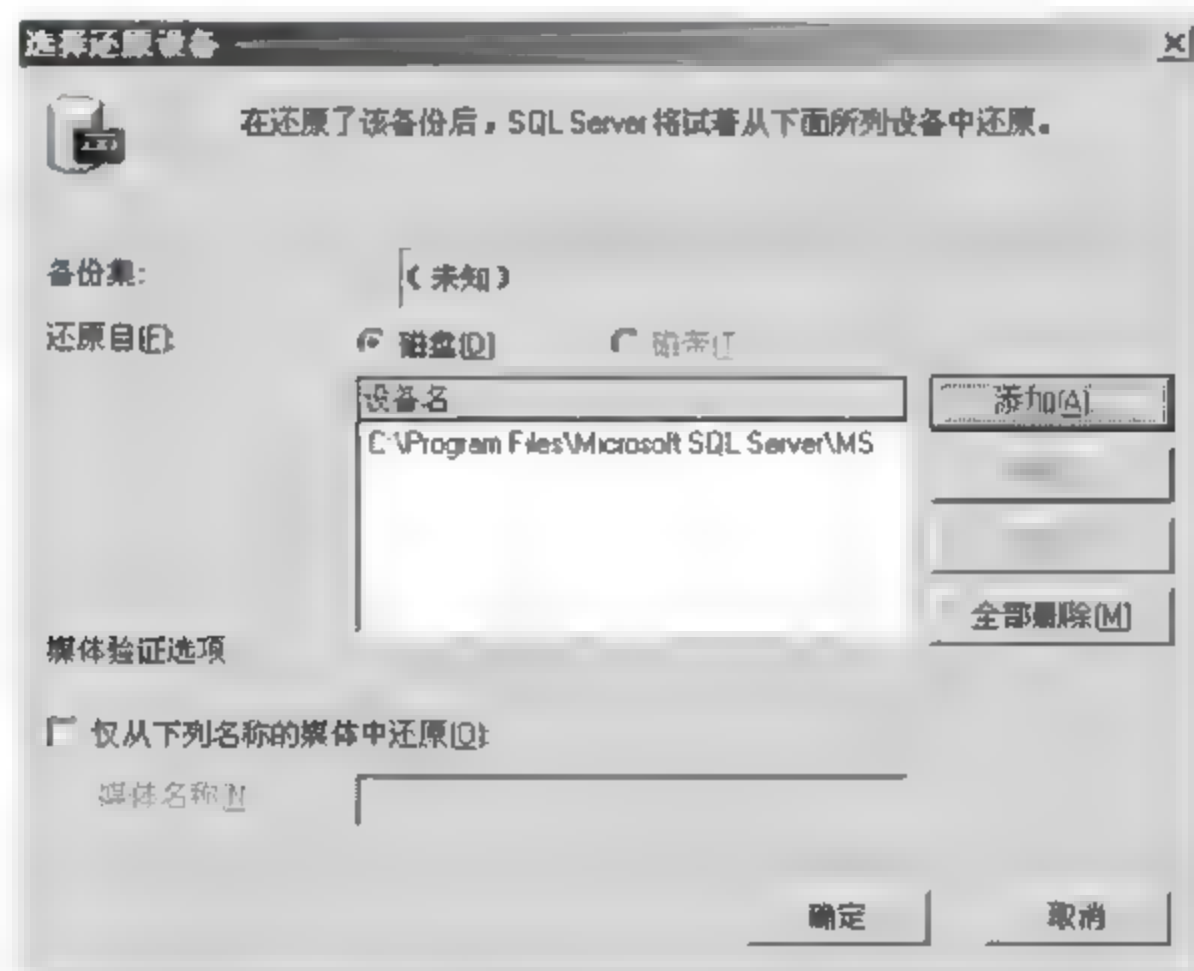 选择还原设备
在还原了该备份后，SQL Server 将试着从下面所列设备中还原。
备份集:
（未知）
还原自(F):
磁盘(D)
磁带(T
设备名
添加(A)
C:\Program Files\Microsoft SQL Server\MS
全部删除(M)
媒体验证选项
仅从下列名称的媒体中还原(O):
媒体名称(N
确定
取消